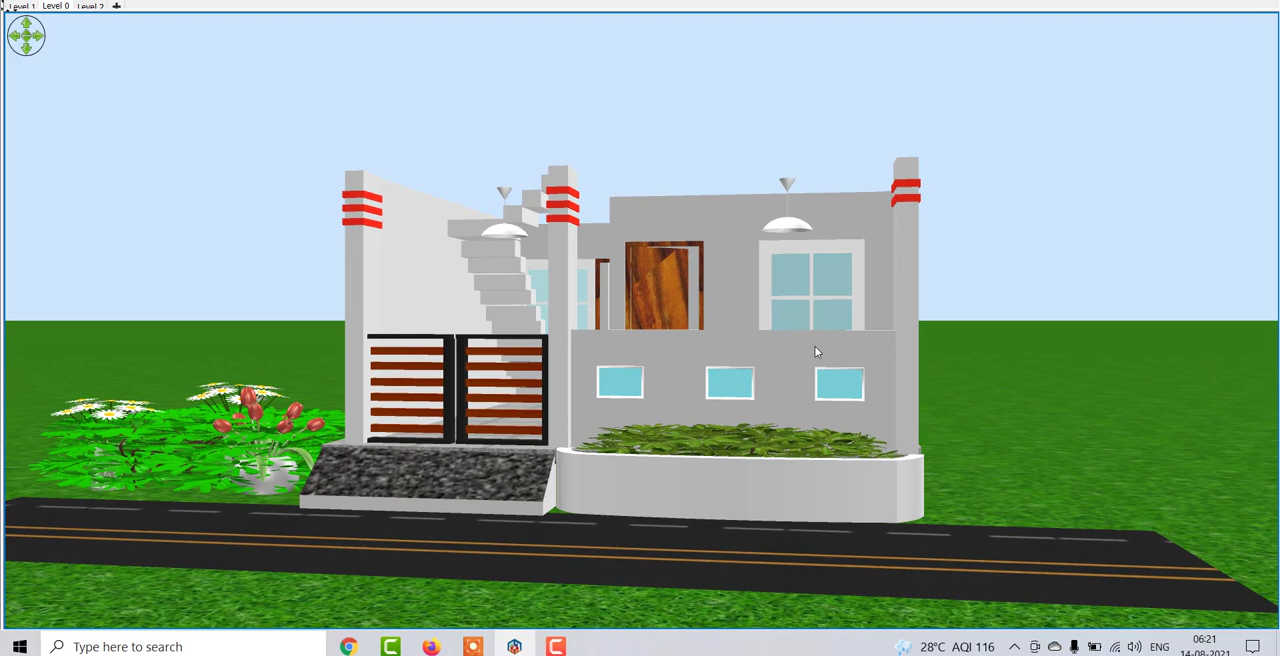 Level 1 Level 0 Level 2
Type here to search
28°C AQI 116
ENG
06:21
14-08-2021